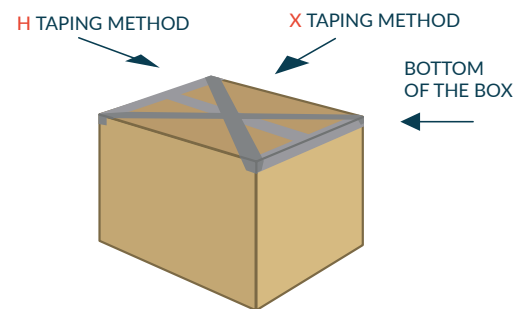 H TAPING METHOD
X TAPING METHOD
BOTTOM
OF THE BOX